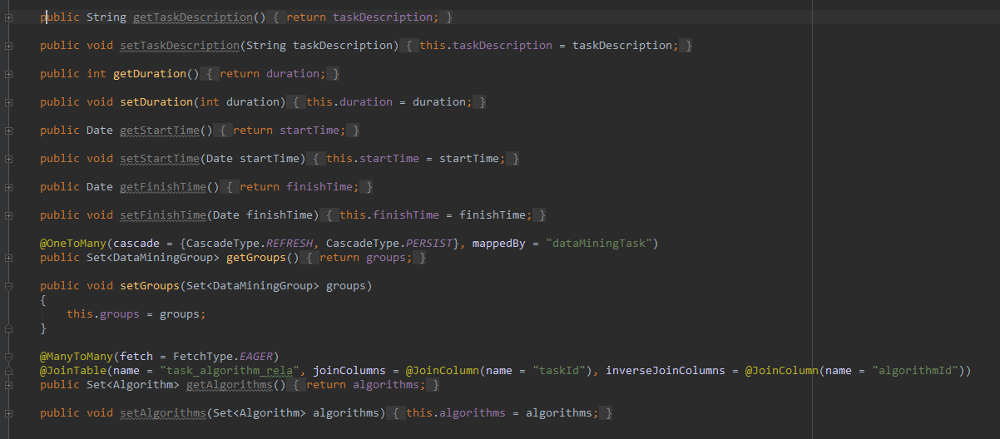 public String getTaskDescription() { return taskDescription; }
public void setTaskDescription(String taskDescription) { this.taskDescription = taskDescription; }
public int getDuration() { return duration; }
public void setDuration(int duration) { this.duration = duration; }
public Date getStartTime() { return startTime; }
public void setStartTime(Date startTime) { this.startTime = startTime; }
public Date getFinishTime() { return finishTime; }
public void setFinishTime(Date finishTime) { this.finishTime = finishTime; }
@OneToMany(cascade = {CascadeType.REFRESH, CascadeType.PERSIST}, mappedBy = "dataMiningTask")
public Set<DataMiningGroup> getGroups() { return groups; }
public void setGroups(Set<DataMiningGroup> groups)
{
this.groups = groups;
}
@ManyToMany(fetch = FetchType.EAGER)
@JoinTable(name = "task_algorithm_rela", joinColumns = @JoinColumn(name = "taskId"), inverseJoinColumns = @JoinColumn(name = "algorithmId"))
public Set<Algorithm> getAlgorithms() { return algorithms; }
public void setAlgorithms(Set<Algorithm> algorithms) { this.algorithms = algorithms; }